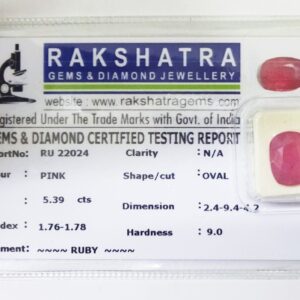 RAKSHATRA
GEMS & DIAMOND JEWELLERY
website : www.rakshatragems.com
gistered Under The Trade Marks with Govt. of India
EMS & DIAMOND CERTIFIED TESTING REPORT
ortNo: RU 22024 Clarity : N/A
ur : PINK Shape/cut : OVAL
: 5.39 cts Dimension : 2.4-9.4-4.2
ndex : 1.76-1.78 Hardness : 9.0
ment: ~~~~ RUBY ~~~~